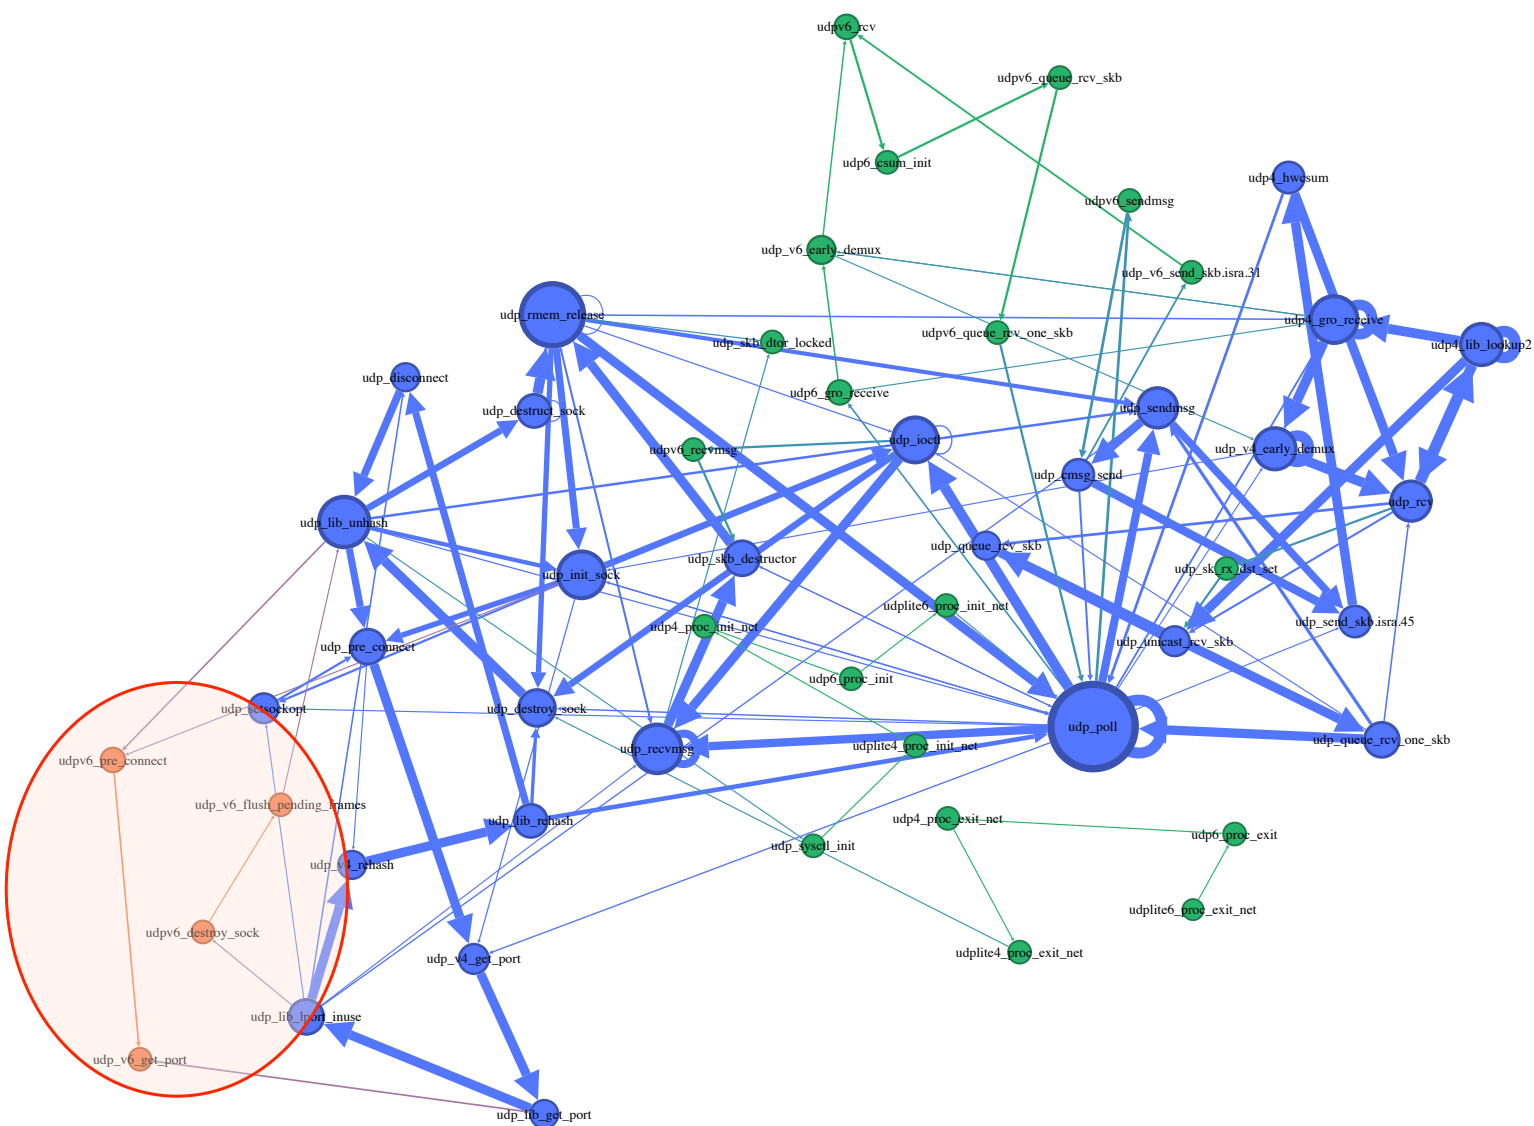 udpv6_rcv
udpv6_queue_rcv_skb
udp6_csum_init
udp4_hwcsum
udpv6_sendmsg
udp_v6_early_demux
udp_v6_send_skb.isra.31
udp_rmem_release
udp4_gro_receive
udpv6_queue_rcv_one_skb
udp_skb_dtor_locked
udp4_lib_lookup2
udp_disconnect
udp6_gro_receive
udp_destruct_sock
udp_sendmsg
udp_ioctl
udpv6_recvmsg
udp_v4_early_demux
udp_cmsg_send
udp_rcv
udp_lib_unhash
udp_queue_rcv_skb
udp_skb_destructor
udp_sk_rx_dst_set
udp_init_sock
udplite6_proc_init_net
udp_send_skb.isra.45
udp4_proc_init_net
udp_unicast_rcv_skb
udp_pre_connect
udp6_proc_init
udp_setsockopt
udp_destroy_sock
udp_poll
udp_queue_rcv_one_skb
udp_recvmsg
udplite4_proc_init_net
udpv6_pre_connect
udp_v6_flush_pending_frames
udp_lib_rehash
udp4_proc_exit_net
udp6_proc_exit
udp_sysctl_init
udp_v4_rehash
udplite6_proc_exit_net
udpv6_destroy_sock
udplite4_proc_exit_net
udp_v4_get_port
udp_lib_lport_inuse
udp_v6_get_port
udp_lib_get_port